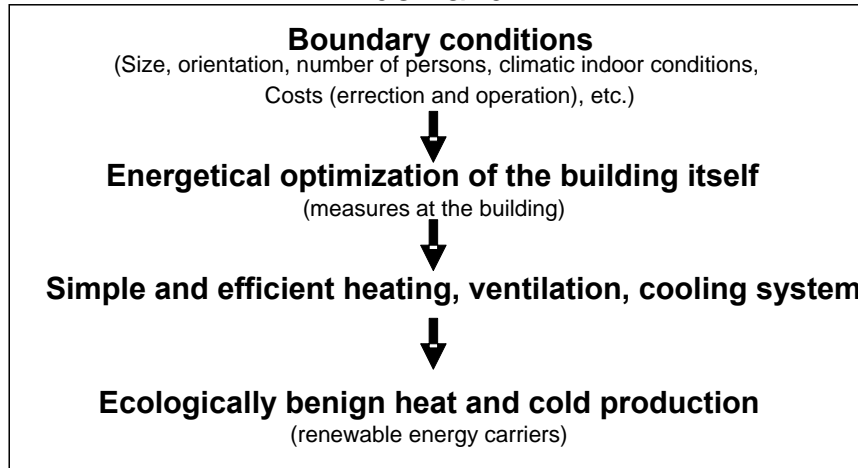 Boundary conditions
(Size, orientation, number of persons, climatic indoor conditions,
Costs (errection and operation), etc.)
Energetical optimization of the building itself
(measures at the building)
Simple and efficient heating, ventilation, cooling system
Ecologically benign heat and cold production
(renewable energy carriers)